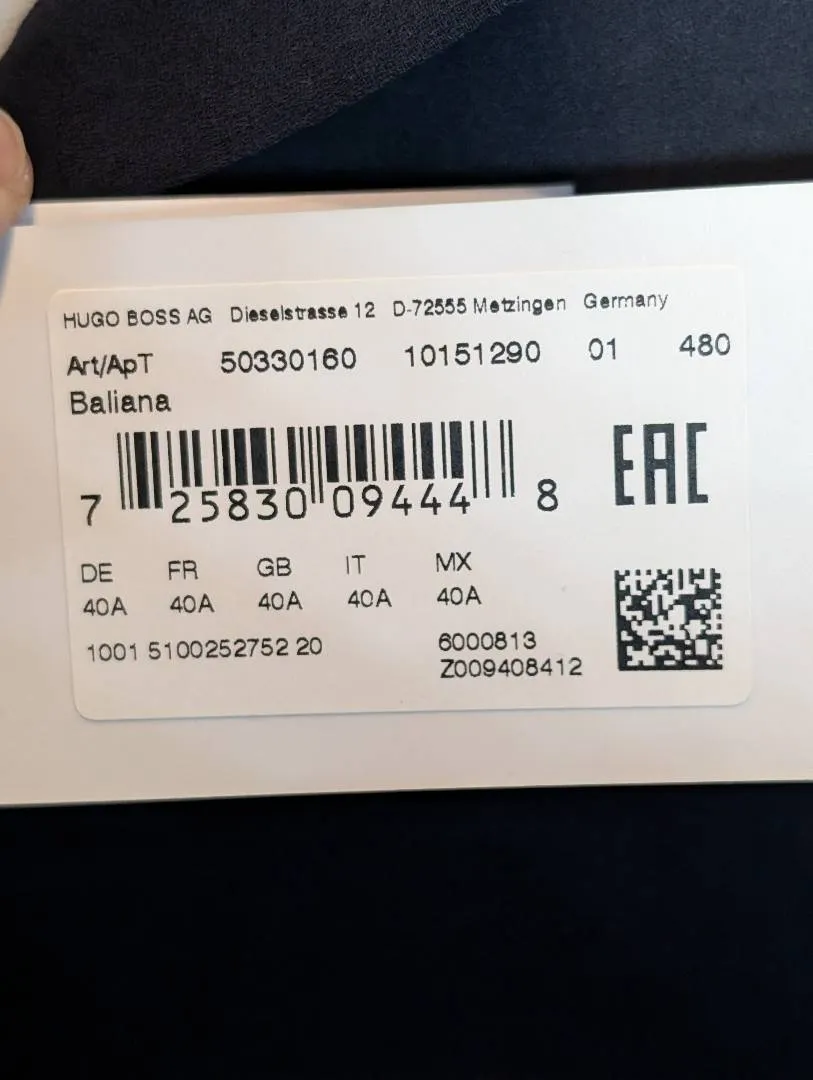 HUGO BOSS AG Dieselstrasse 12 D-72555 Metzingen Germany
Art/ApT 50330160 10151290 01 480
Baliana
7 25830 09444 8
EAC
DE FR GB IT MX
40A 40A 40A 40A 40A
1001 5100252752 20 6000813
Z009408412